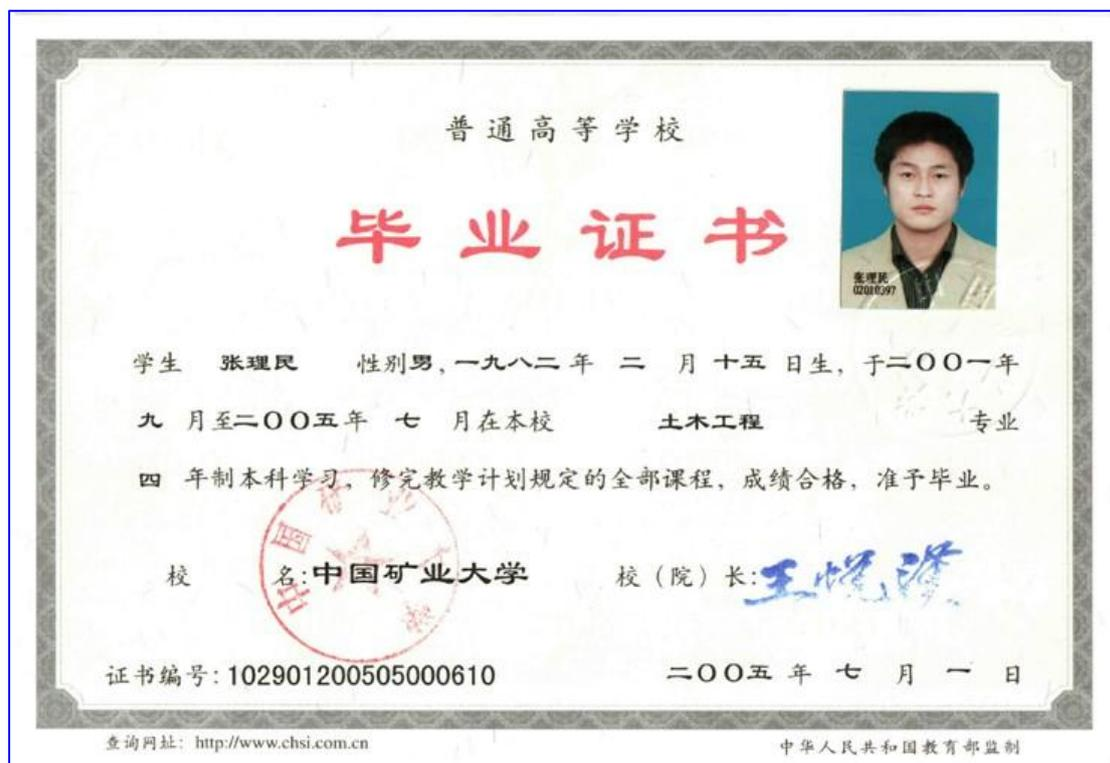 普通高等学校
毕业证书
张理民
02010397
学生 张理民 性别男，一九八二年 二 月 十五 日生，于二〇〇一年
九 月至二〇〇五年 七 月在本校 土木工程 专业
四 年制本科学习，修完教学计划规定的全部课程，成绩合格，准予毕业。
校 名：中国矿业大学 校（院）长：
证书编号：102901200505000610 二〇〇五 年 七 月 一 日
查询网址：http://www.chsi.com.cn 中华人民共和国教育部监制